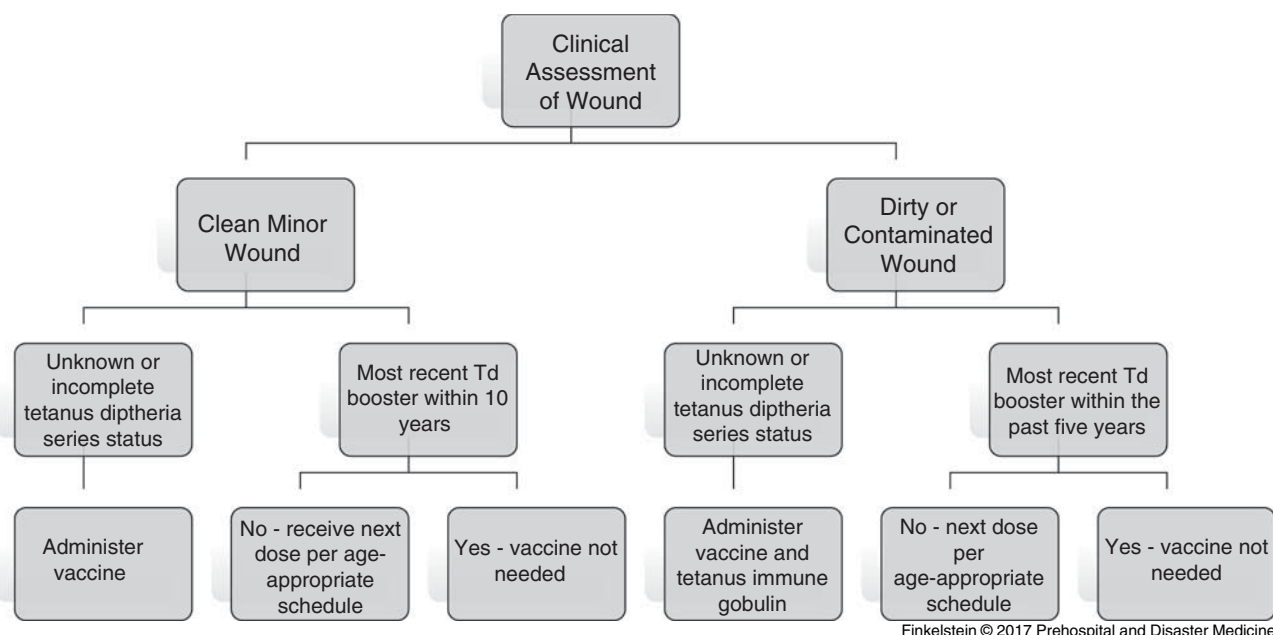 Clinical
Assessment
of Wound
Clean Minor
Wound
Dirty or
Contaminated
Wound
Unknown or
incomplete
tetanus diptheria
series status
Most recent Td
booster within 10
years
Unknown or
incomplete
tetanus diptheria
series status
Most recent Td
booster within the
past five years
Administer
vaccine
No - receive next
dose per age-
appropriate
schedule
Yes - vaccine not
needed
Administer
vaccine and
tetanus immune
gobulin
No - next dose
per
age-appropriate
schedule
Yes - vaccine not
needed
Finkelstein © 2017 Prehospital and Disaster Medicine